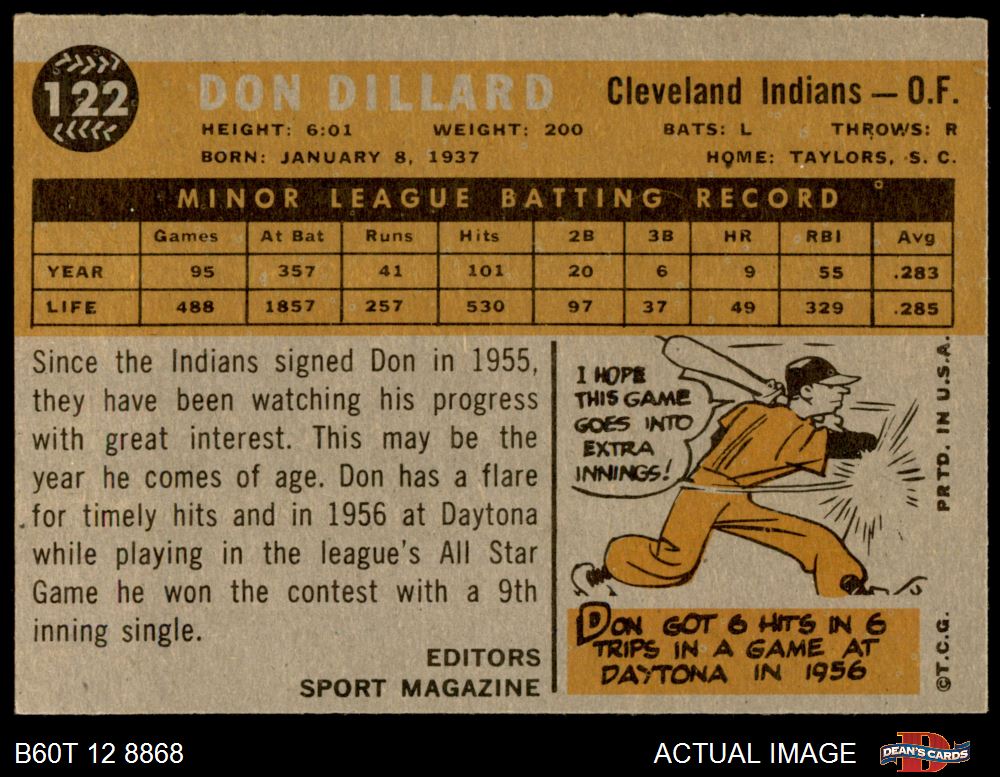 122
DON DILLARD
Cleveland Indians — O.F.
HEIGHT: 6:01 WEIGHT: 200 BATS: L THROWS: R
BORN: JANUARY 8, 1937 HOME: TAYLORS, S. C.
MINOR LEAGUE BATTING RECORD
Games At Bat Runs Hits 2B 3B HR RBI Avg
YEAR 95 357 41 101 20 6 9 55 .283
LIFE 488 1857 257 530 97 37 49 329 .285
Since the Indians signed Don in 1955,
they have been watching his progress
with great interest. This may be the
year he comes of age. Don has a flare
for timely hits and in 1956 at Daytona
while playing in the league's All Star
Game he won the contest with a 9th
inning single.
EDITORS
SPORT MAGAZINE
I HOPE
THIS GAME
GOES INTO
EXTRA
INNINGS!
DON GOT 6 HITS IN 6
TRIPS IN A GAME AT
DAYTONA IN 1956
©T.C.G. PRTD. IN U.S.A.
B60T 12 8868
ACTUAL IMAGE
DEAN'S CARDS